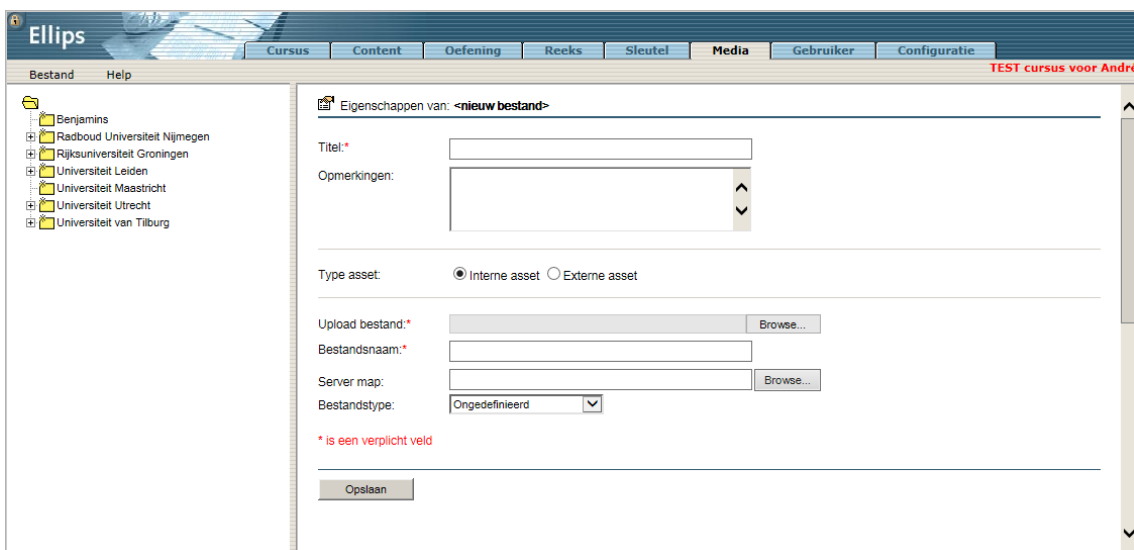 Ellips
Cursus Content Oefening Reeks Sleutel Media Gebruiker Configuratie
Bestand Help
TEST cursus voor André
Benjamins
Radboud Universiteit Nijmegen
Rijksuniversiteit Groningen
Universiteit Leiden
Universiteit Maastricht
Universiteit Utrecht
Universiteit van Tilburg
Eigenschappen van: <nieuw bestand>
Titel:*
Opmerkingen:
Type asset: Interne asset Externe asset
Upload bestand:* Browse...
Bestandsnaam:*
Server map: Browse...
Bestandstype: Ongedefinieerd
* is een verplicht veld
Opslaan